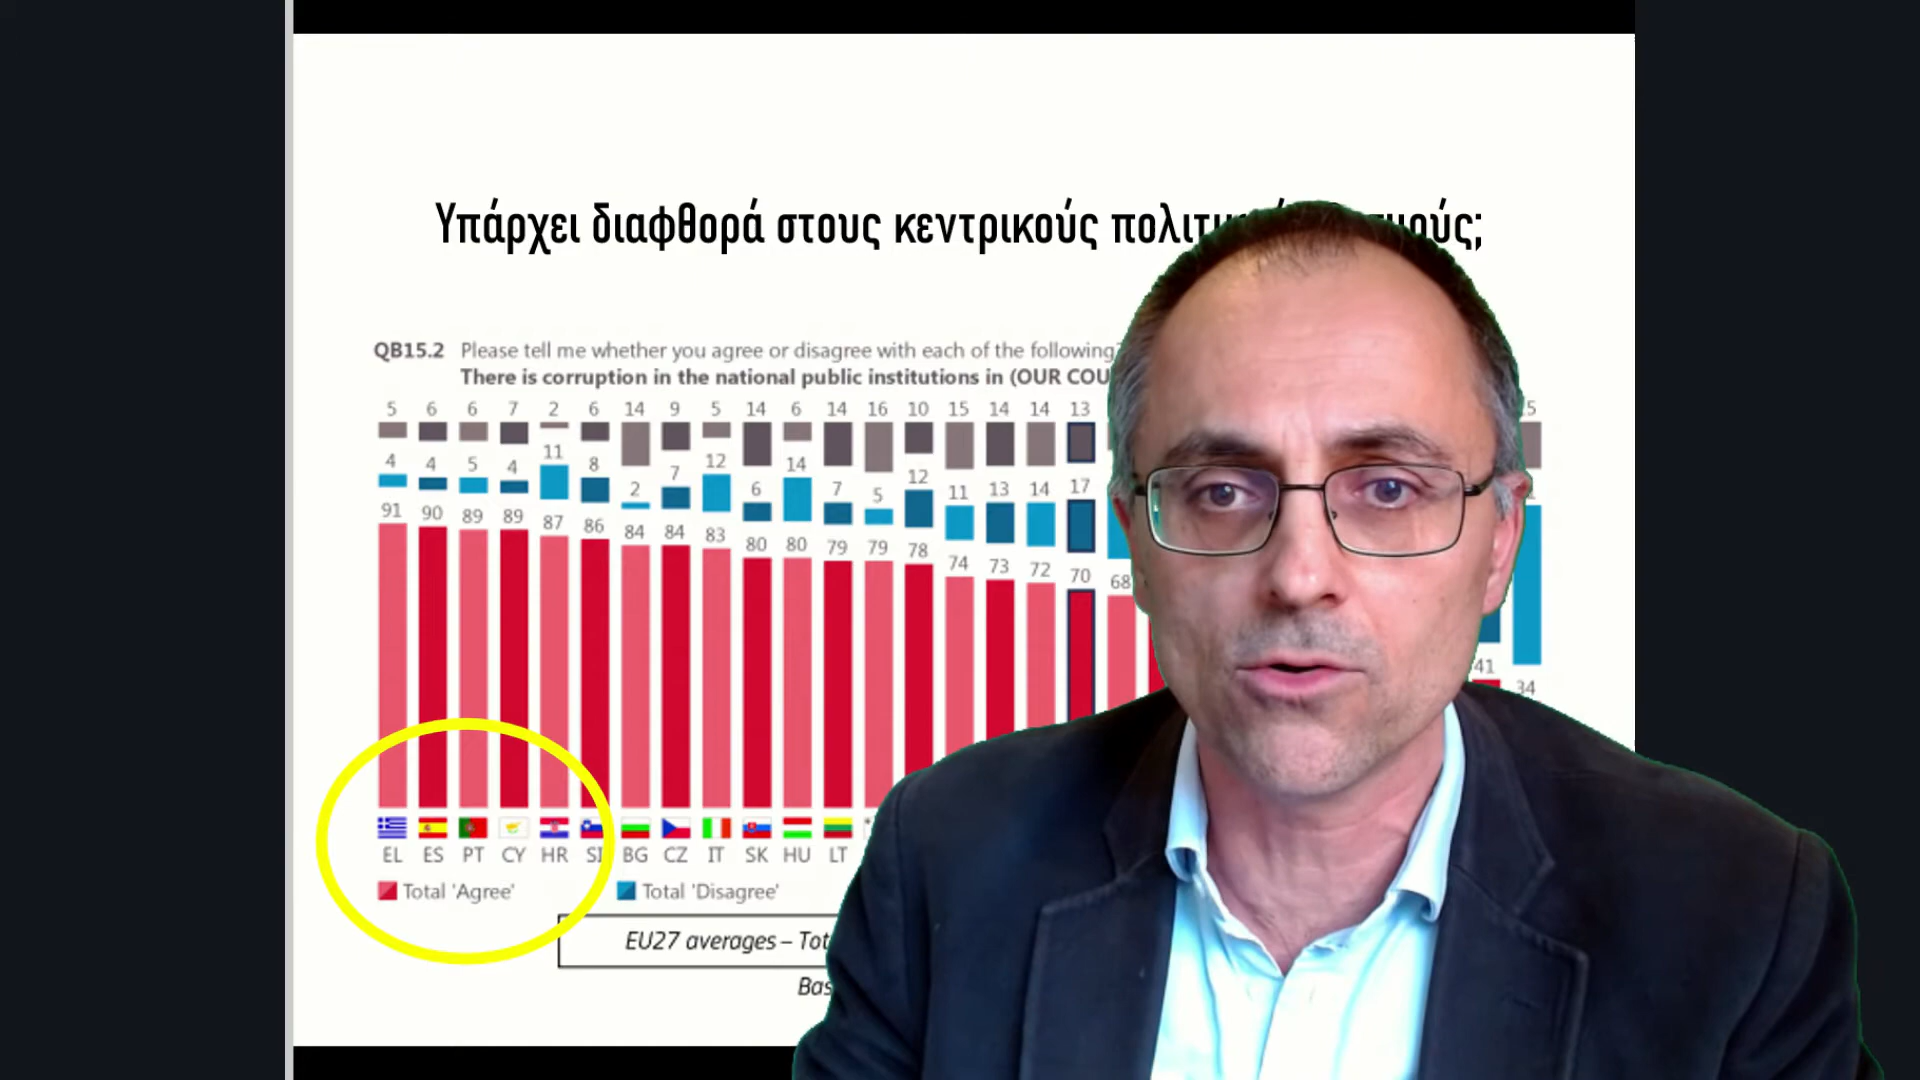 Υπάρχει διαφθορά στους κεντρικούς
QB15.2 Please tell me whether you agree or disagree with each of the following
There is corruption in the national public institutions in (OUR
5 6 6 7 2 6 14 9 5 14 6 14 16 10 15 14 14 13
4 4 5 4 11 8 2 7 12 6 14 7 5 12 11 13 14 17
91 90 89 89 87 86 84 84 83 80 80 79 79 78 74 73 72 70 68 41 34
EL ES PT CY HR SI BG CZ IT SK HU LT
Total 'Agree' Total 'Disagree'
EU27 averages –